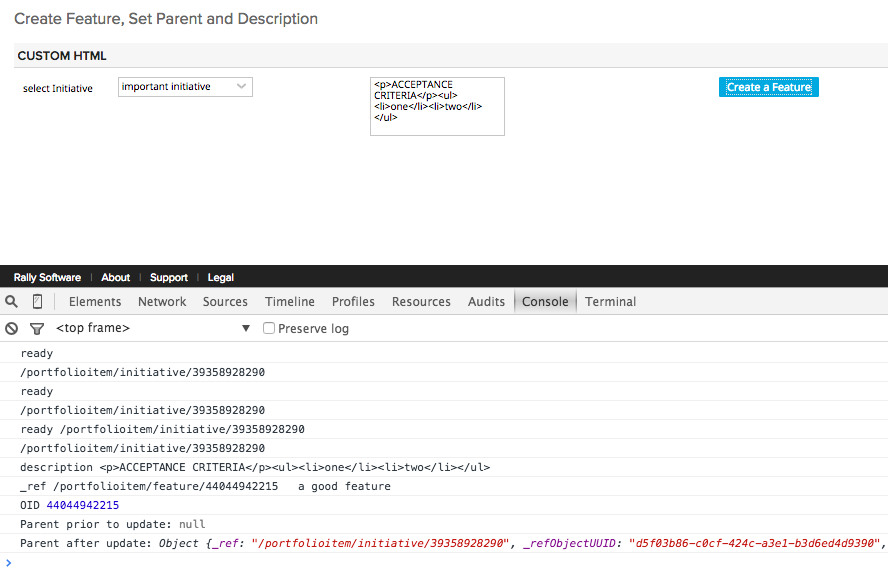 Create Feature, Set Parent and Description
CUSTOM HTML
select Initiative
important initiative
<p>ACCEPTANCE
CRITERIA</p><ul>
<li>one</li><li>two</li>
</ul>
Create a Feature
Rally Software | About | Support | Legal
Elements Network Sources Timeline Profiles Resources Audits Console Terminal
<top frame> Preserve log
ready
/portfolioitem/initiative/39358928290
ready
/portfolioitem/initiative/39358928290
ready /portfolioitem/initiative/39358928290
/portfolioitem/initiative/39358928290
description <p>ACCEPTANCE CRITERIA</p><ul><li>one</li><li>two</li></ul>
_ref /portfolioitem/feature/44044942215 a good feature
OID 44044942215
Parent prior to update: null
Parent after update: Object {_ref: "/portfolioitem/initiative/39358928290", _refObjectUUID: "d5f03b86-c0cf-424c-a3e1-b3d6ed4d9390",